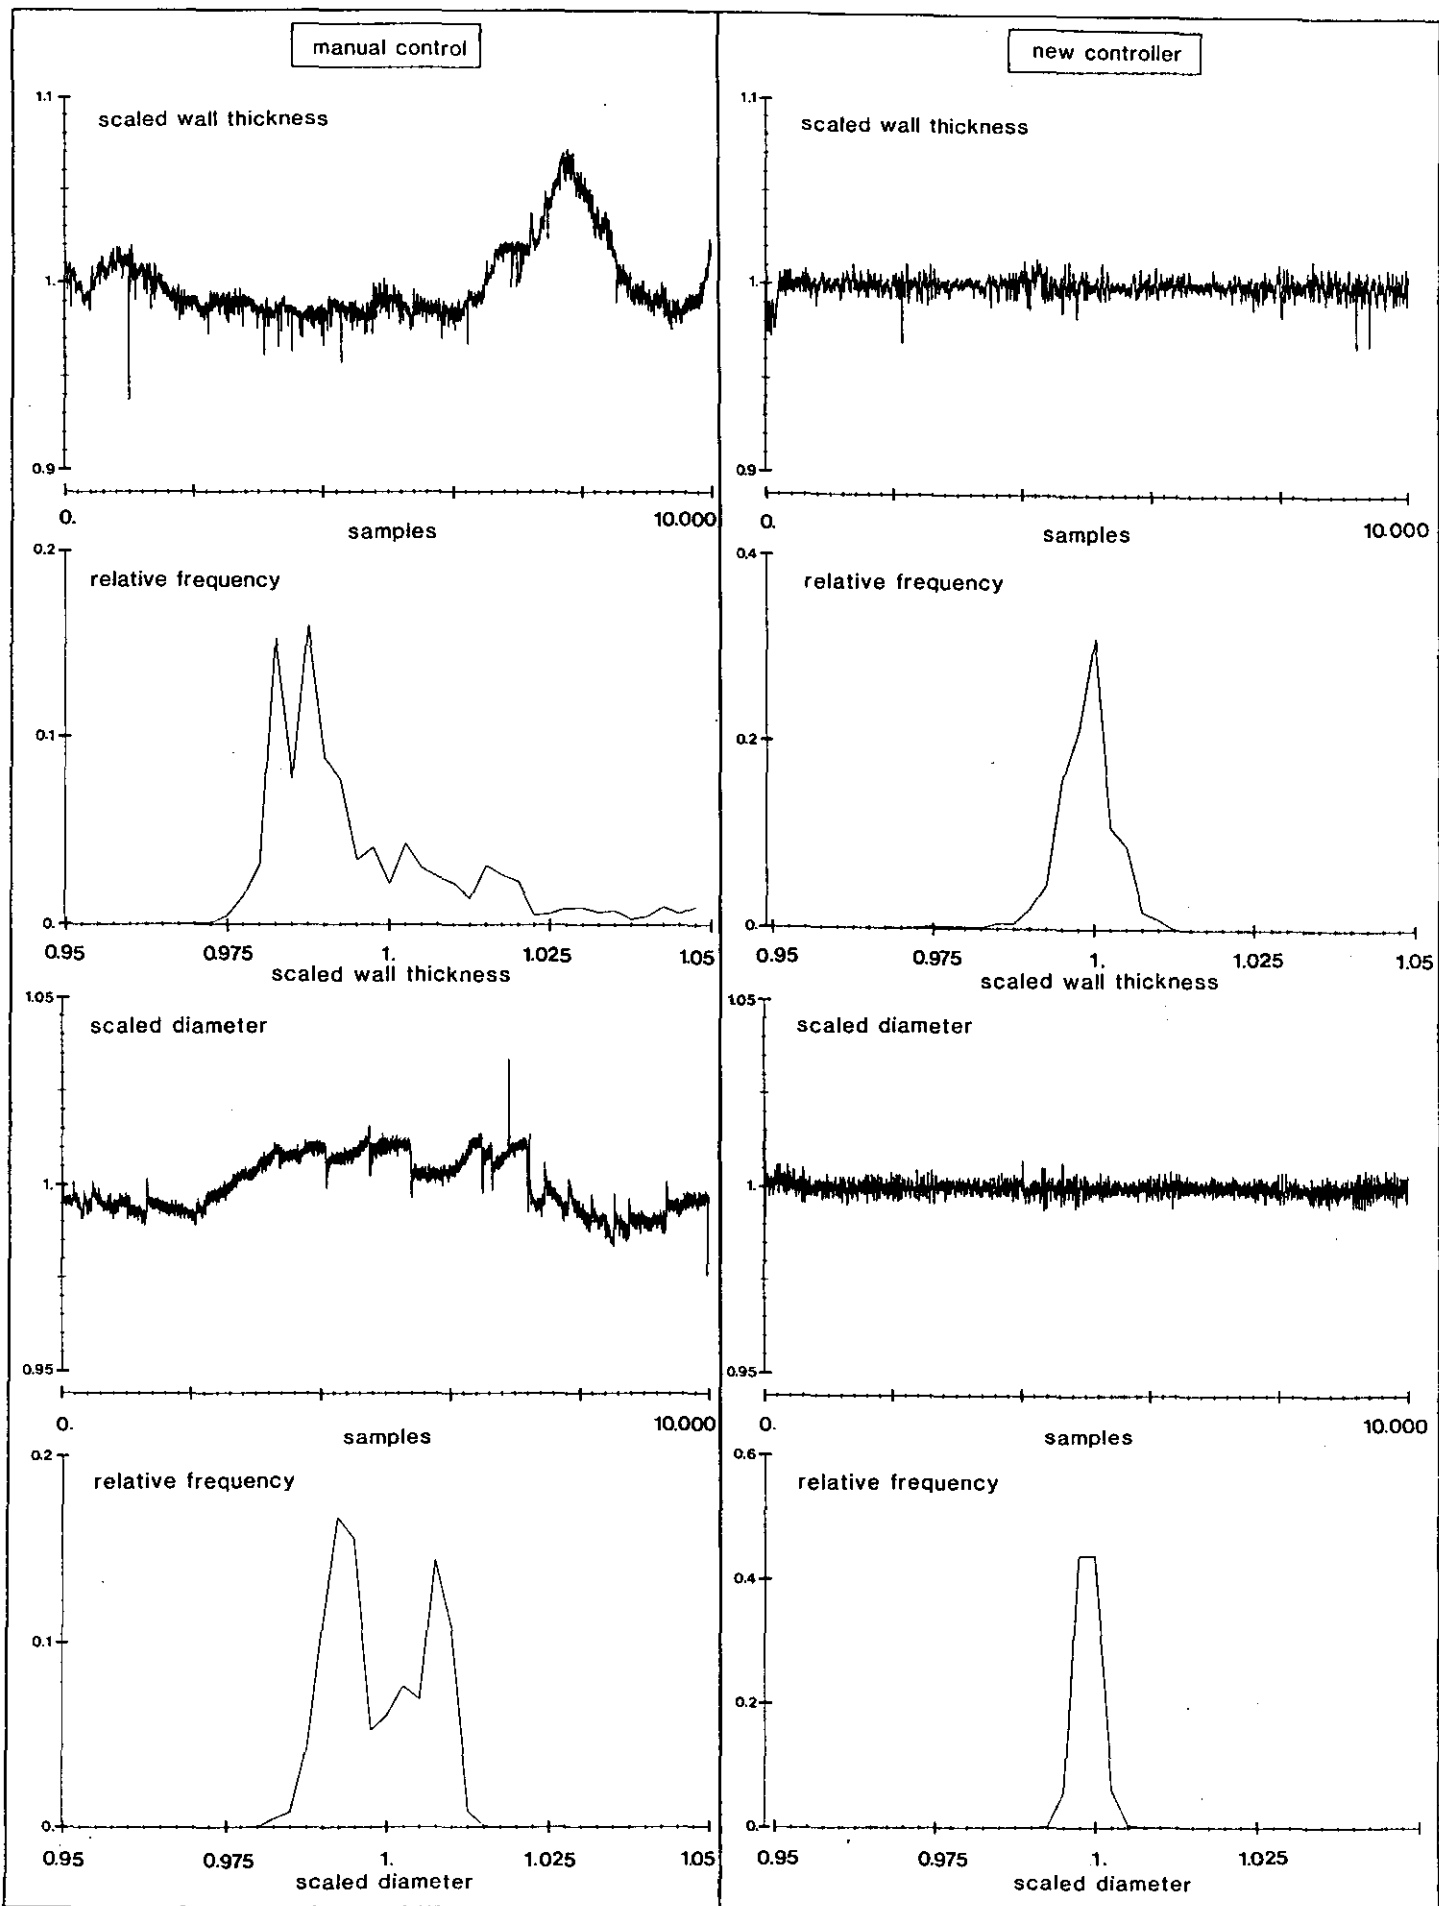 manual control
1.1
scaled wall thickness
1.
0.9
0. 10.000
samples
0.2
relative frequency
0.1
0.
0.95 0.975 1. 1.025 1.05
scaled wall thickness
1.05
scaled diameter
1.
0.95
0. 10.000
samples
0.2
relative frequency
0.1
0.
0.95 0.975 1. 1.025 1.05
scaled diameter
new controller
1.1
scaled wall thickness
1.
0.9
0. 10.000
samples
0.4
relative frequency
0.2
0.
0.95 0.975 1. 1.025 1.05
scaled wall thickness
1.05
scaled diameter
1.
0.95
0. 10.000
samples
0.6
relative frequency
0.4
0.2
0.
0.95 0.975 1. 1.025
scaled diameter